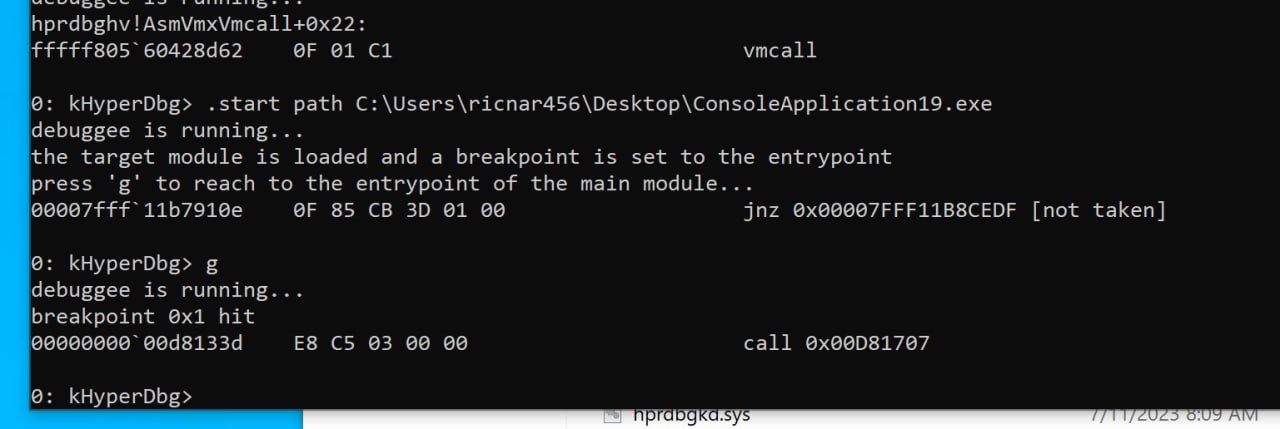 debuggee is running...
hprdbghv!AsmVmxVmcall+0x22:
fffff805`60428d62    0F 01 C1                           vmcall
0: kHyperDbg> .start path C:\Users\ricnar456\Desktop\ConsoleApplication19.exe
debuggee is running...
the target module is loaded and a breakpoint is set to the entrypoint
press 'g' to reach to the entrypoint of the main module...
00007fff`11b7910e    0F 85 CB 3D 01 00                  jnz 0x00007FFF11B8CEDF [not taken]
0: kHyperDbg> g
debuggee is running...
breakpoint 0x1 hit
00000000`00d8133d    E8 C5 03 00 00                     call 0x00D81707
0: kHyperDbg>
hprdbgkd.sys    7/11/2023 8:09 AM